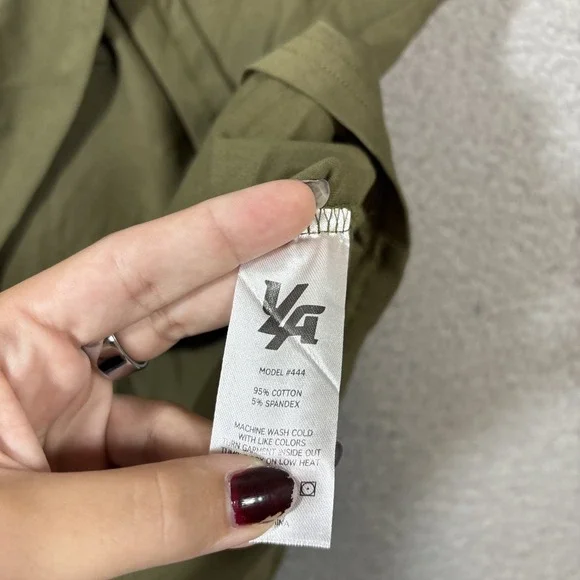 YLA
MODEL #444
95% COTTON
5% SPANDEX
MACHINE WASH COLD
WITH LIKE COLORS
TURN GARMENT INSIDE OUT
ON LOW HEAT